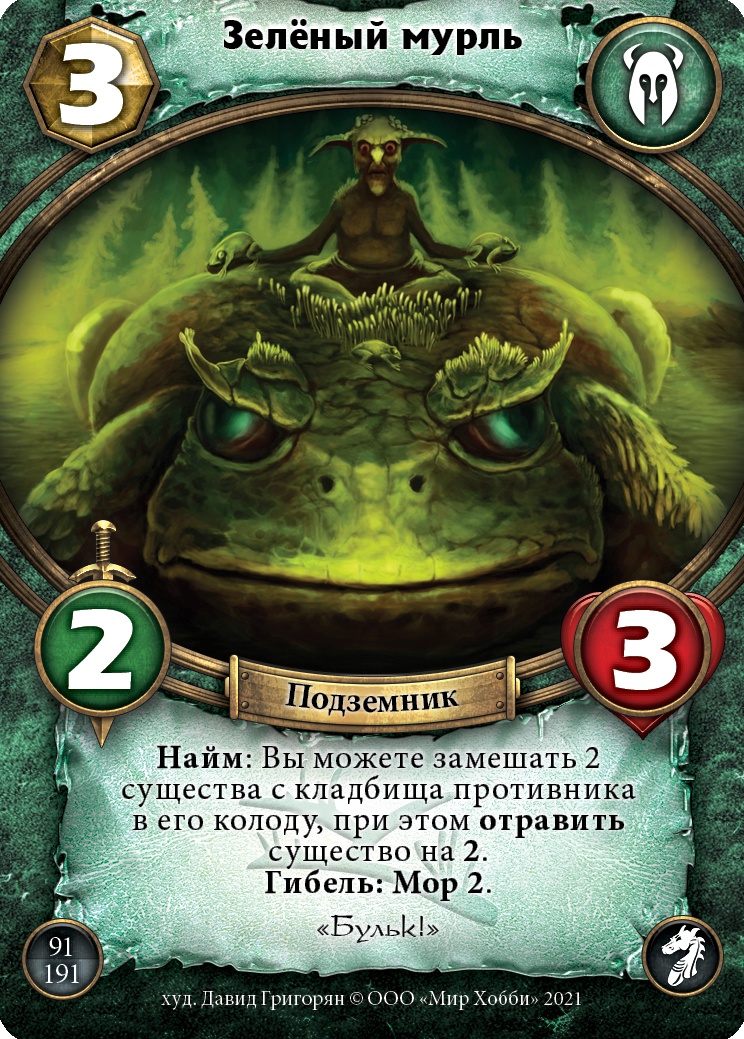 Зелёный мурль
3
2
3
Подземник
Найм: Вы можете замешать 2
существа с кладбища противника
в его колоду, при этом отравить
существо на 2.
Гибель: Мор 2.
«Бульк!»
91
191
худ. Давид Григорян © ООО «Мир Хобби» 2021